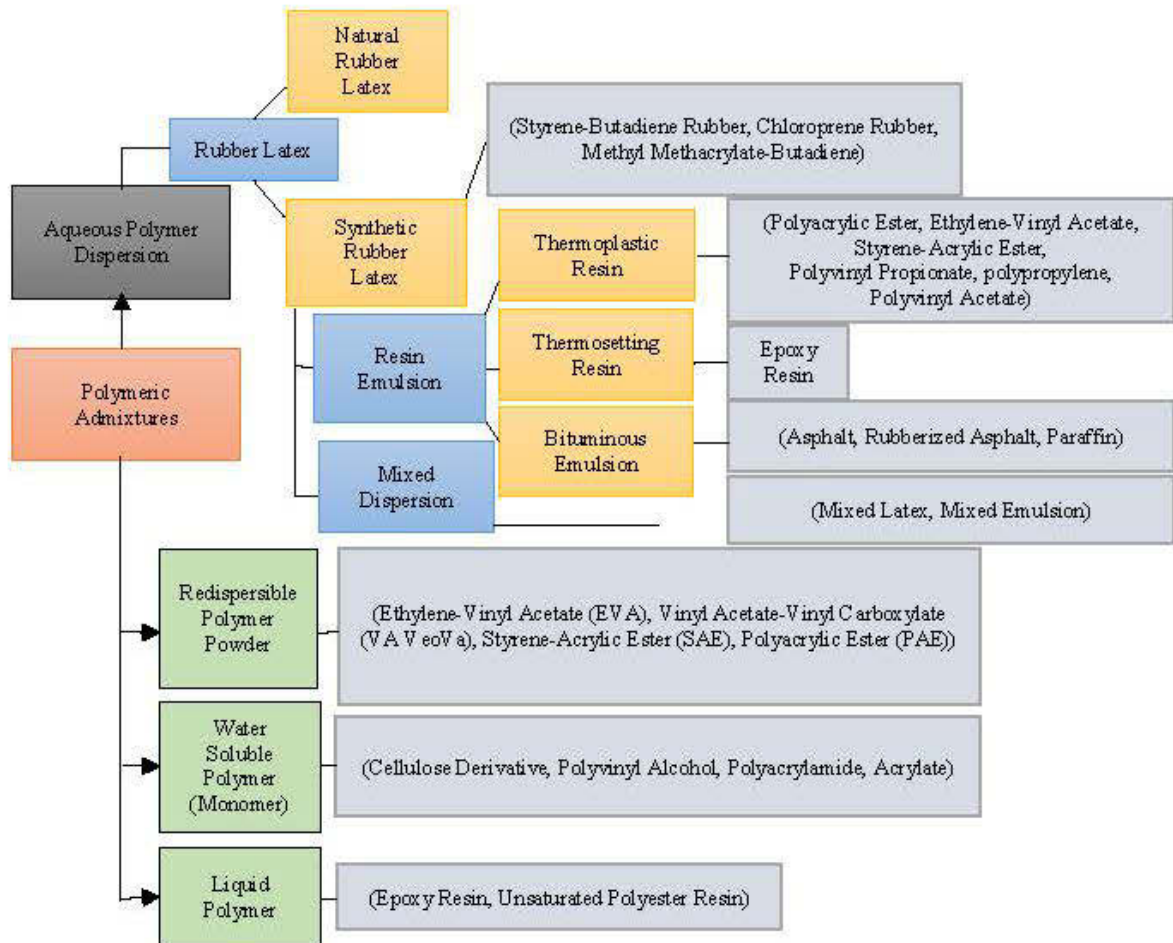 Natural
Rubber
Latex
Rubber Latex
(Styrene-Butadiene Rubber, Chloroprene Rubber,
Methyl Methacrylate-Butadiene)
Aqueous Polymer
Dispersion
Synthetic
Rubber
Latex
Thermoplastic
Resin
(Polyacrylic Ester, Ethylene-Vinyl Acetate,
Styrene-Acrylic Ester,
Polyvinyl Propionate, polypropylene,
Polyvinyl Acetate)
Polymeric
Admixtures
Resin
Emulsion
Thermosetting
Resin
Epoxy
Resin
Bituminous
Emulsion
(Asphalt, Rubberized Asphalt, Paraffin)
Mixed
Dispersion
(Mixed Latex, Mixed Emulsion)
Redispersible
Polymer
Powder
(Ethylene-Vinyl Acetate (EVA), Vinyl Acetate-Vinyl Carboxylate
(VA VeoVa), Styrene-Acrylic Ester (SAE), Polyacrylic Ester (PAE))
Water
Soluble
Polymer
(Monomer)
(Cellulose Derivative, Polyvinyl Alcohol, Polyacrylamide, Acrylate)
Liquid
Polymer
(Epoxy Resin, Unsaturated Polyester Resin)